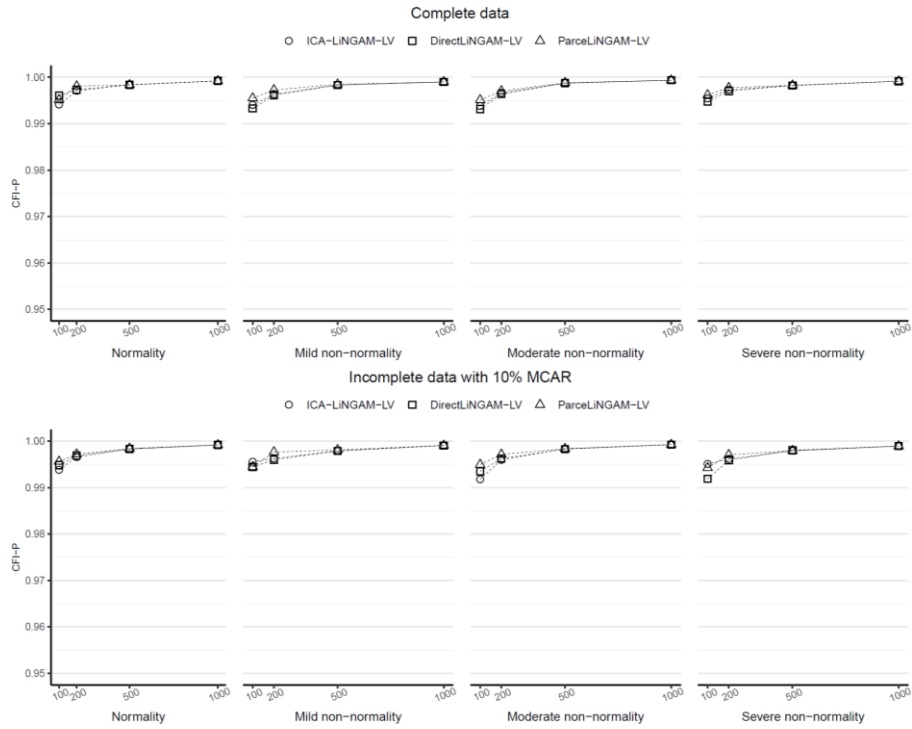 Complete data
ICA−LiNGAM−LV DirectLiNGAM−LV ParceLiNGAM−LV
CFI−P
1.00
0.99
0.98
0.97
0.96
0.95
100 200 500 1000 100 200 500 1000 100 200 500 1000 100 200 500 1000
Normality Mild non−normality Moderate non−normality Severe non−normality
Incomplete data with 10% MCAR
ICA−LiNGAM−LV DirectLiNGAM−LV ParceLiNGAM−LV
CFI−P
1.00
0.99
0.98
0.97
0.96
0.95
100 200 500 1000 100 200 500 1000 100 200 500 1000 100 200 500 1000
Normality Mild non−normality Moderate non−normality Severe non−normality